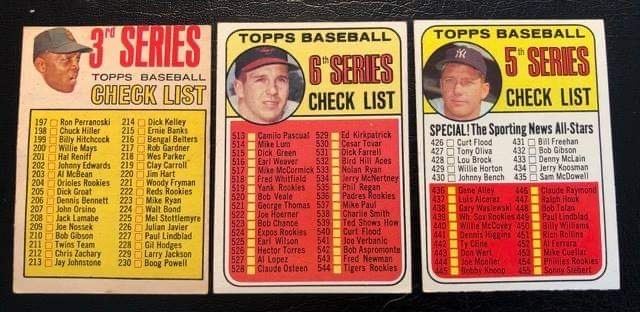 3rd SERIES
TOPPS BASEBALL
CHECK LIST
197 Ron Perranoski
198 Chuck Hiller
199 Billy Hitchcock
200 Willie Mays
201 Hal Reniff
202 Johnny Edwards
203 Al McBean
204 Orioles Rookies
205 Dick Groat
206 Dennis Bennett
207 John Orsino
208 Jack Lamabe
209 Joe Nossek
210 Bob Gibson
211 Twins Team
212 Chris Zachary
213 Jay Johnstone
214 Dick Kelley
215 Ernie Banks
216 Bengal Belters
217 Rob Gardner
218 Wes Parker
219 Clay Carroll
220 Jim Hart
221 Woody Fryman
222 Reds Rookies
223 Mike Ryan
224 Walt Bond
225 Mel Stottlemyre
226 Julian Javier
227 Paul Lindblad
228 Gil Hodges
229 Larry Jackson
230 Boog Powell
TOPPS BASEBALL
6th SERIES
CHECK LIST
513 Camilo Pascual
514 Mike Lum
515 Dick Green
516 Earl Weaver
517 Mike McCormick
518 Fred Whitfield
519 Yank Rookies
520 Bob Veale
521 George Thomas
522 Joe Hoerner
523 Bob Chance
524 Expos Rookies
525 Earl Wilson
526 Hector Torres
527 Al Lopez
528 Claude Osteen
529 Ed Kirkpatrick
530 Cesar Tovar
531 Dick Farrell
532 Bird Hill Aces
533 Nolan Ryan
534 Jerry McNertney
535 Phil Regan
536 Padres Rookies
537 Mike Paul
538 Charlie Smith
539 Ted Shows How
540 Curt Flood
541 Joe Verbanic
542 Bob Aspromonte
543 Fred Newman
544 Tigers Rookies
TOPPS BASEBALL
5th SERIES
CHECK LIST
SPECIAL! The Sporting News All-Stars
426 Curt Flood
427 Tony Oliva
428 Lou Brock
429 Willie Horton
430 Johnny Bench
431 Bill Freehan
432 Bob Gibson
433 Denny McLain
434 Jerry Koosman
435 Sam McDowell
436 Gene Alley
437 Luis Alcaraz
438 Gary Waslewski
439 Wh. Sox Rookies
440 Willie McCovey
441 Dennis Higgins
442 Ty Cline
443 Don Wert
444 Joe Moeller
445 Bobby Knoop
446 Claude Raymond
447 Ralph Houk
448 Bob Tolan
449 Paul Lindblad
450 Billy Williams
451 Rich Rollins
452 Al Ferrara
453 Mike Cuellar
454 Phillies Rookies
455 Sonny Siebert